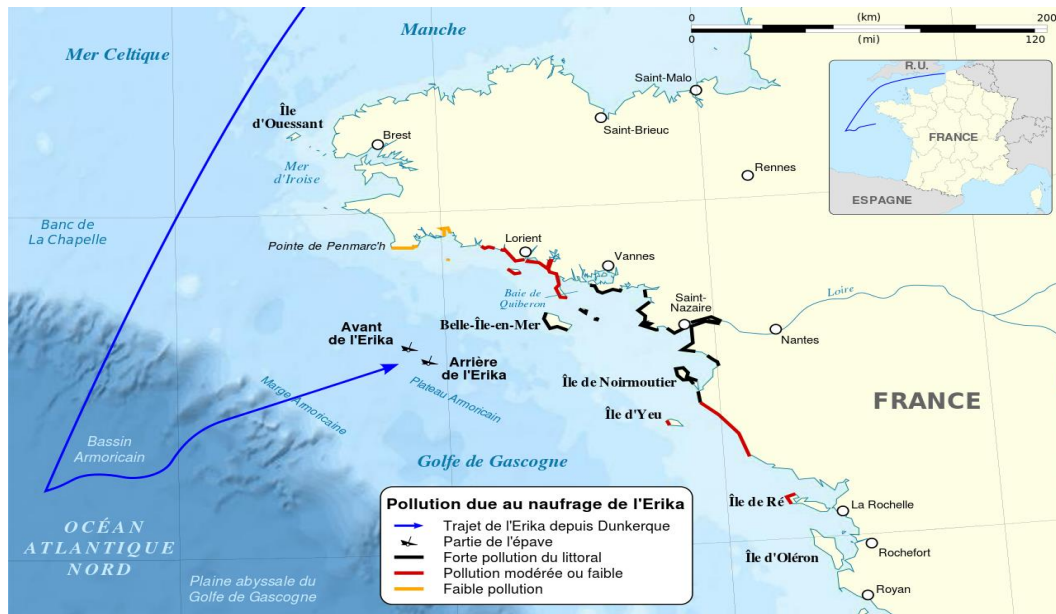 Mer Celtique
Manche
0
(km)
200
0
(mi)
120
R.U.
FRANCE
ESPAGNE
Île
d'Ouessant
Brest
Saint-Malo
Saint-Brieuc
Mer
d'Iroise
Rennes
Banc de
La Chapelle
Pointe de Penmarc'h
Lorient
Vannes
Baie de
Quiberon
Saint-
Nazaire
Loire
Belle-Île-en-Mer
Nantes
Avant
de l'Erika
Arrière
de l'Erika
Île de Noirmoutier
Marge Armoricaine
Plateau Armoricain
FRANCE
Île d'Yeu
Bassin
Armoricain
Golfe de Gascogne
Île de Ré
La Rochelle
OCÉAN
ATLANTIQUE
NORD
Île d'Oléron
Rochefort
Plaine abyssale du
Golfe de Gascogne
Royan
Pollution due au naufrage de l'Erika
Trajet de l'Erika depuis Dunkerque
Partie de l'épave
Forte pollution du littoral
Pollution modérée ou faible
Faible pollution